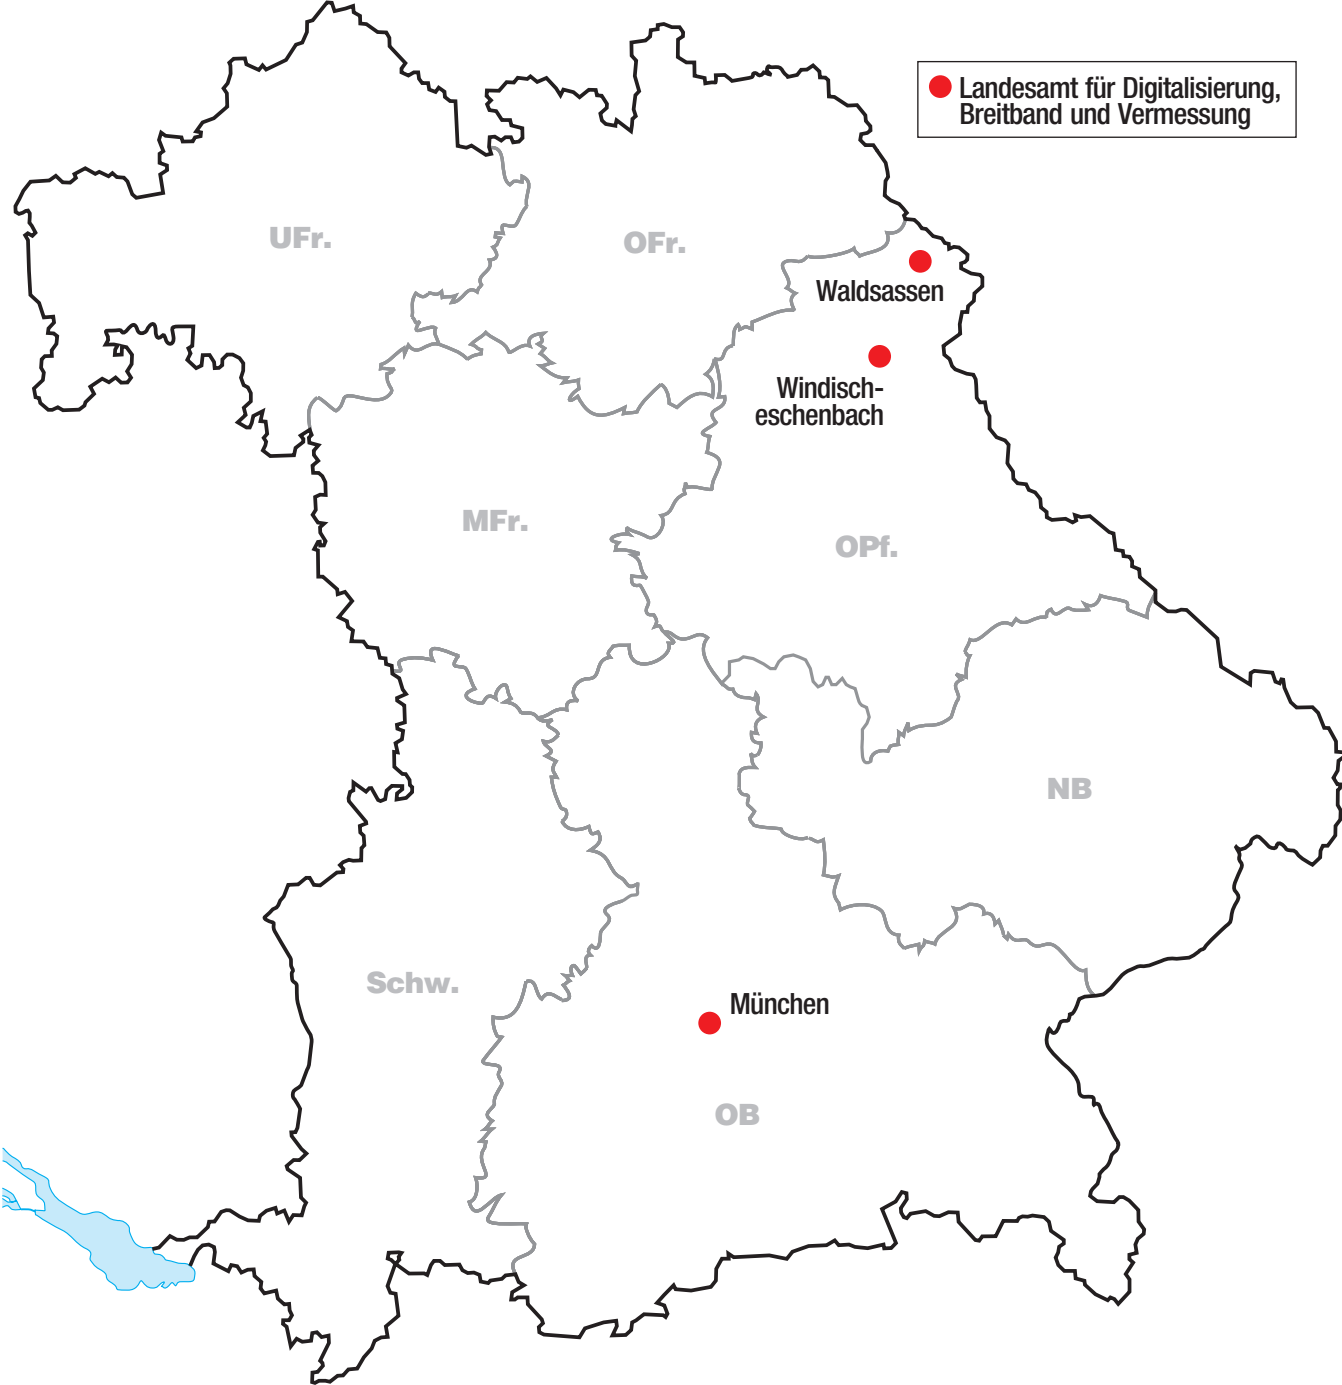 Landesamt für Digitalisierung,
Breitband und Vermessung
UFr.
OFr.
Waldsassen
Windisch-
eschenbach
MFr.
OPf.
NB
Schw.
München
OB